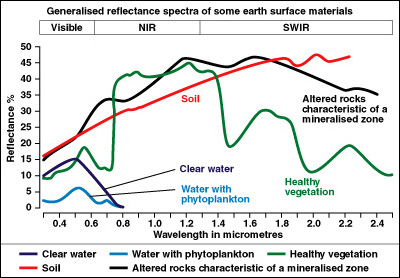 Generalised reflectance spectra of some earth surface materials
Visible NIR SWIR
Reflectance %
50
45
40
35
30
25
20
15
10
5
0
Soil
Altered rocks
characteristic of a
mineralised zone
Clear water
Water with
phytoplankton
Healthy
vegetation
0.4 0.6 0.8 1.0 1.2 1.4 1.6 1.8 2.0 2.2 2.4
Wavelength in micrometres
Clear water Water with phytoplankton Healthy vegetation
Soil Altered rocks characteristic of a mineralised zone